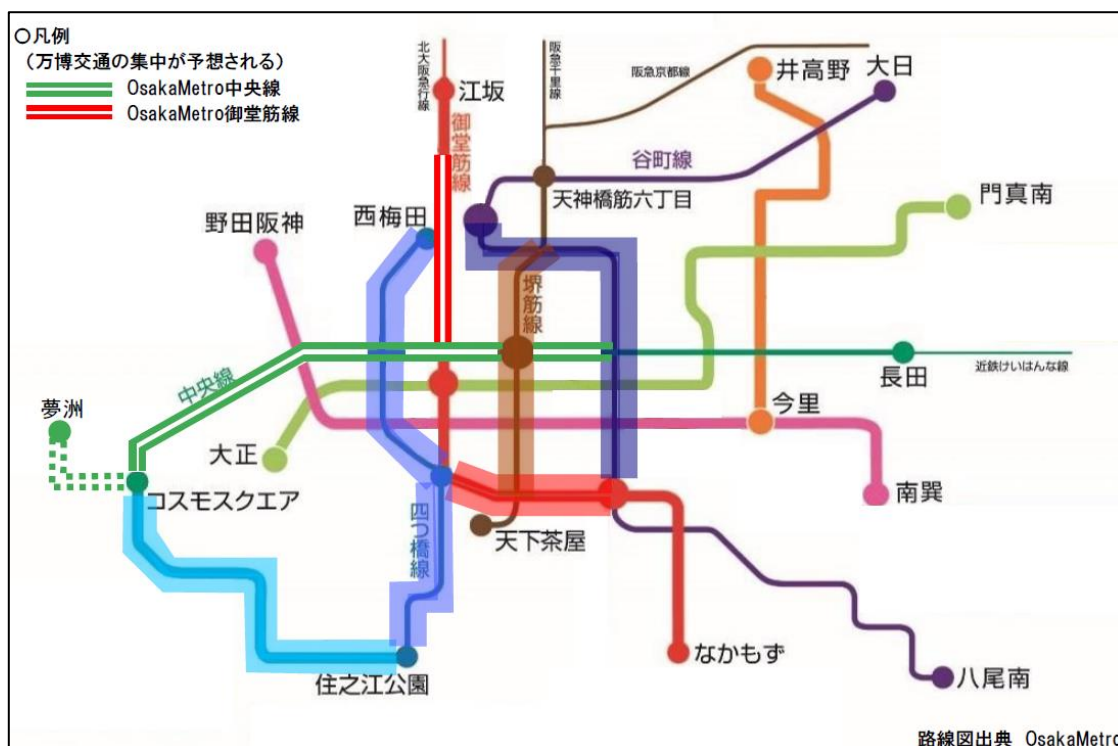 ○凡例
(万博交通の集中が予想される)
OsakaMetro中央線
OsakaMetro御堂筋線
北大阪急行線
江坂
御堂筋線
阪急千里線
阪急京都線
井高野
大日
谷町線
天神橋筋六丁目
門真南
西梅田
野田阪神
堺筋線
中央線
長田
近鉄けいはんな線
夢洲
大正
今里
コスモスクエア
四つ橋線
天下茶屋
南巽
住之江公園
なかもず
八尾南
路線図出典 OsakaMetro